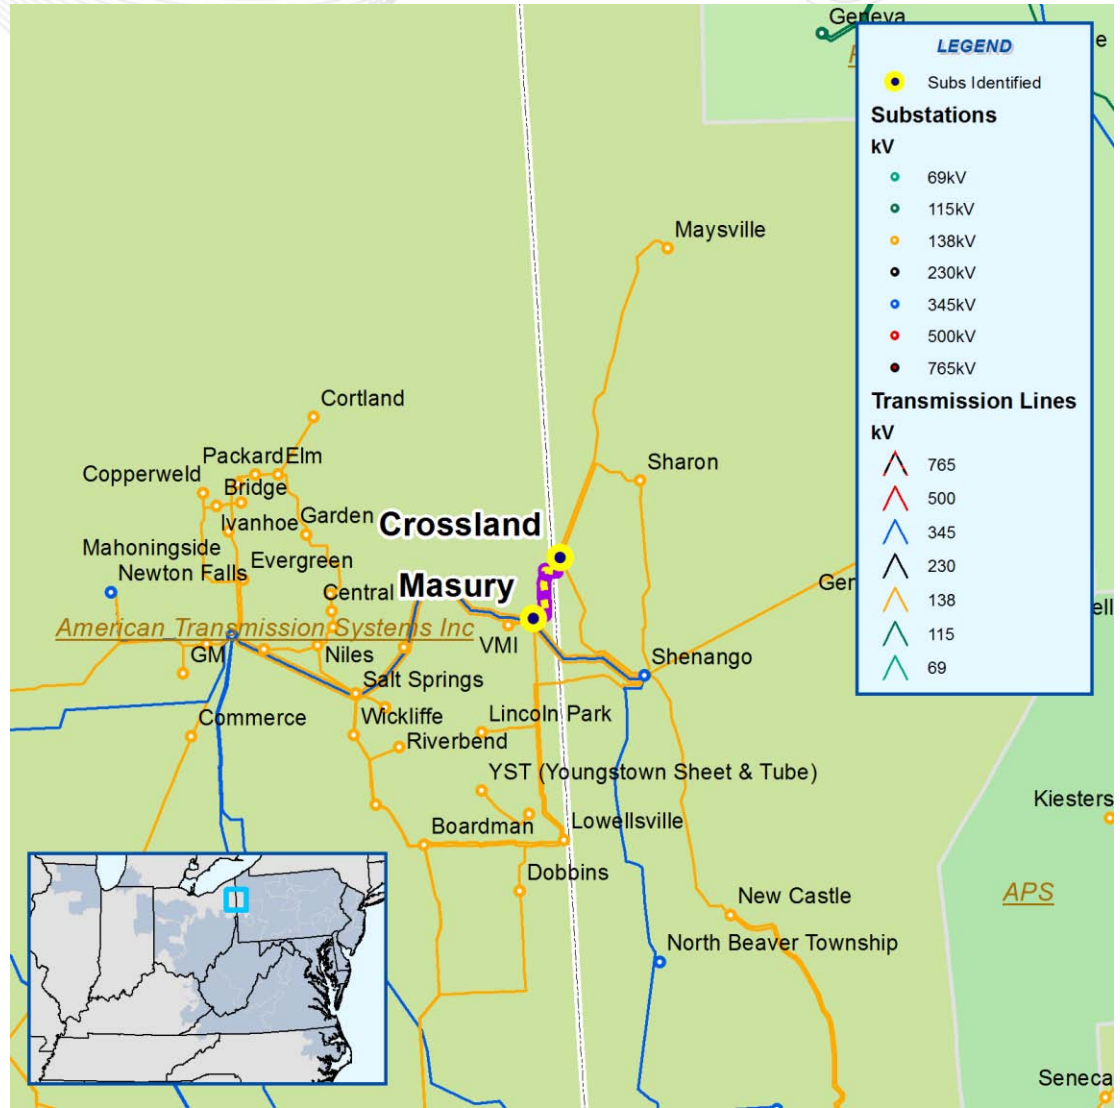 Geneva
e
LEGEND
Subs Identified
Substations
kV
69kV
115kV
138kV
230kV
345kV
500kV
765kV
Transmission Lines
kV
765
500
345
230
138
115
69
Maysville
Cortland
Packard
Elm
Sharon
Copperweld
Bridge
Ivanhoe
Garden
Crossland
Mahoningside
Evergreen
Newton Falls
Central
Masury
Ger
ell
American Transmission Systems Inc
VMI
GM
Niles
Shenango
Salt Springs
Commerce
Wickliffe
Lincoln Park
Riverbend
YST (Youngstown Sheet & Tube)
Kiesters
Boardman
Lowellsville
Dobbins
New Castle
APS
North Beaver Township
Seneca